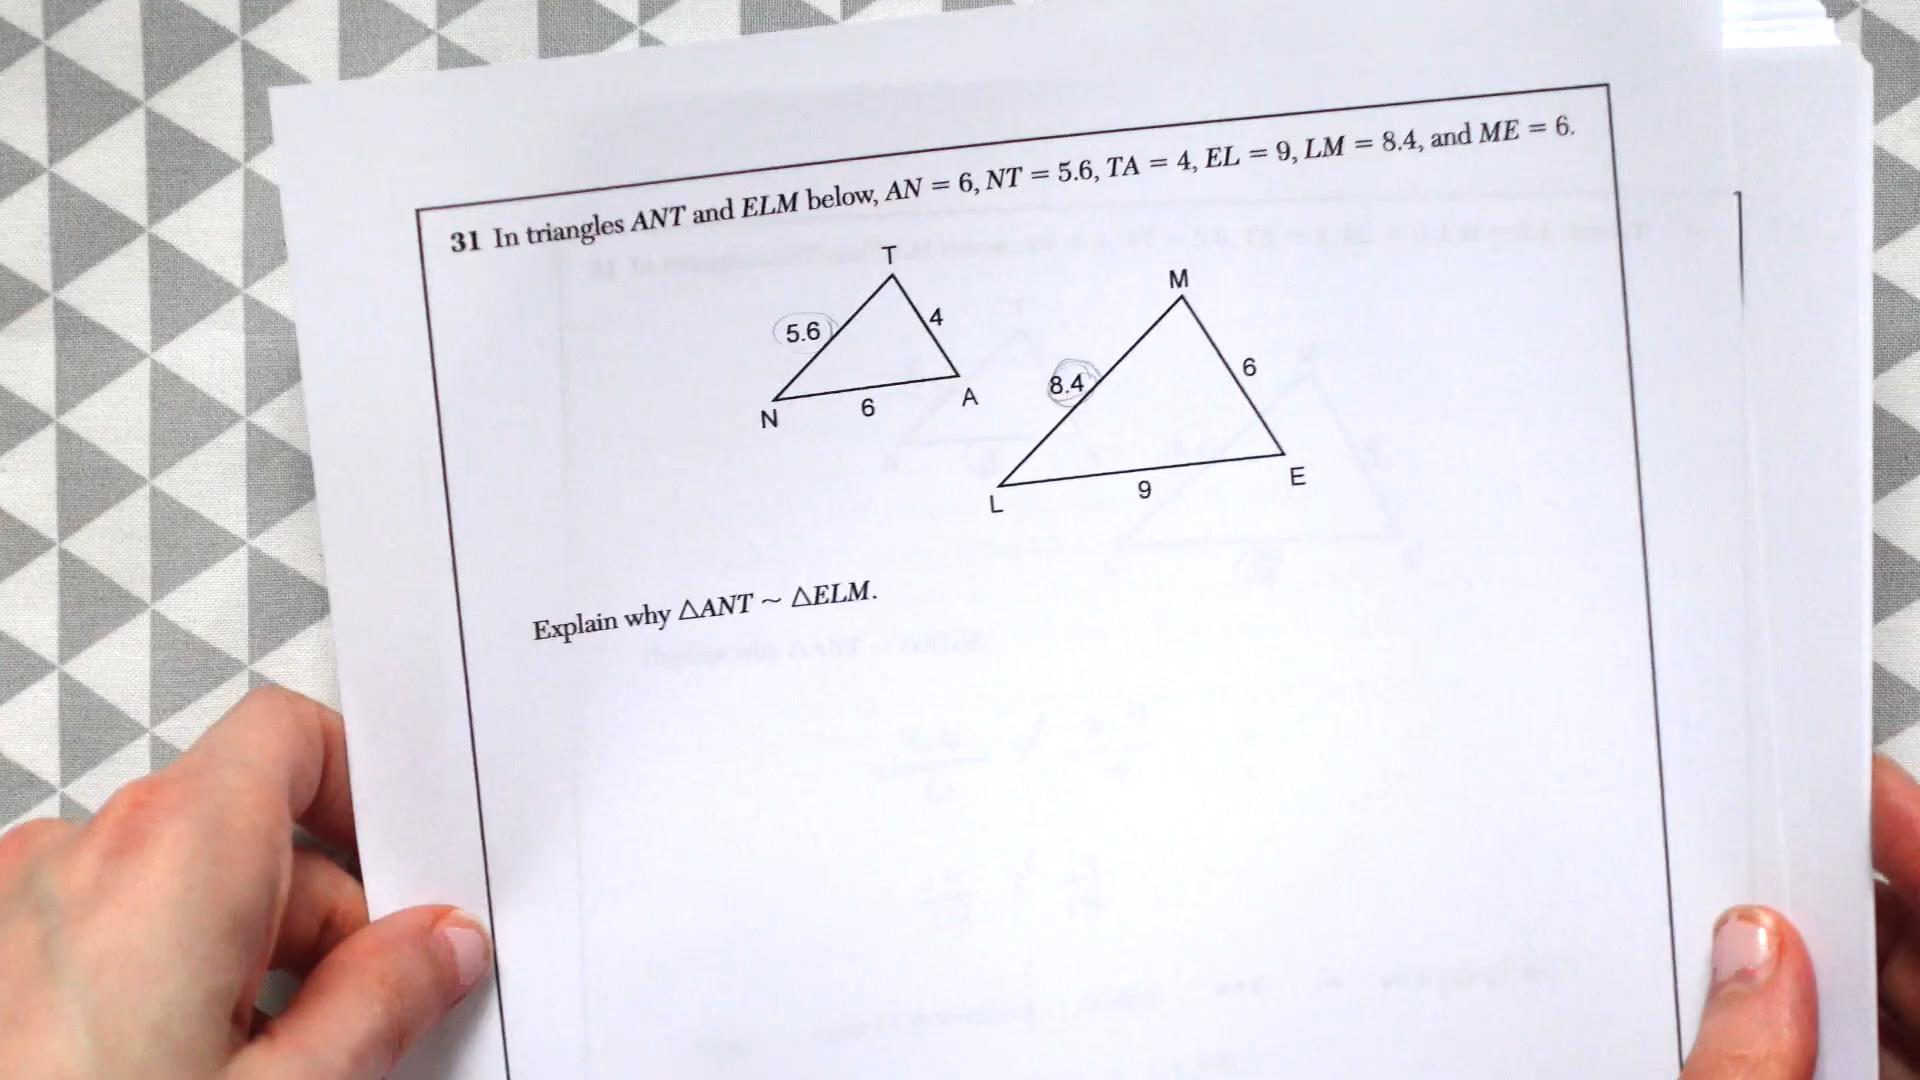 31 In triangles ANT and ELM below, AN = 6, NT = 5.6, TA = 4, EL = 9, LM = 8.4, and ME = 6.
T
M
5.6
4
8.4
6
N
6
A
L
9
E
Explain why △ANT ~ △ELM.